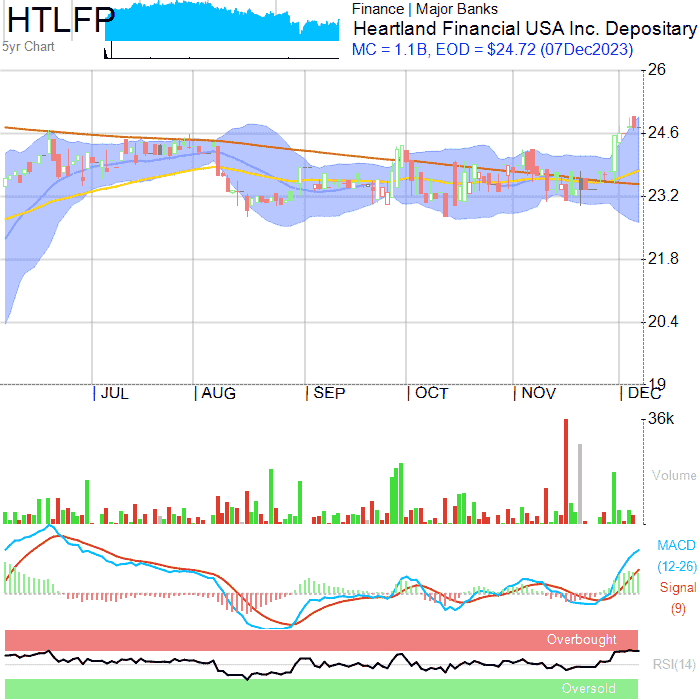 HTLFP
5yr Chart
Finance | Major Banks
Heartland Financial USA Inc. Depositary
MC = 1.1B, EOD = $24.72 (07Dec2023)
26
24.6
23.2
21.8
20.4
19
JUL AUG SEP OCT NOV DEC
36k
Volume
MACD
(12-26)
Signal
(9)
Overbought
RSI(14)
Oversold